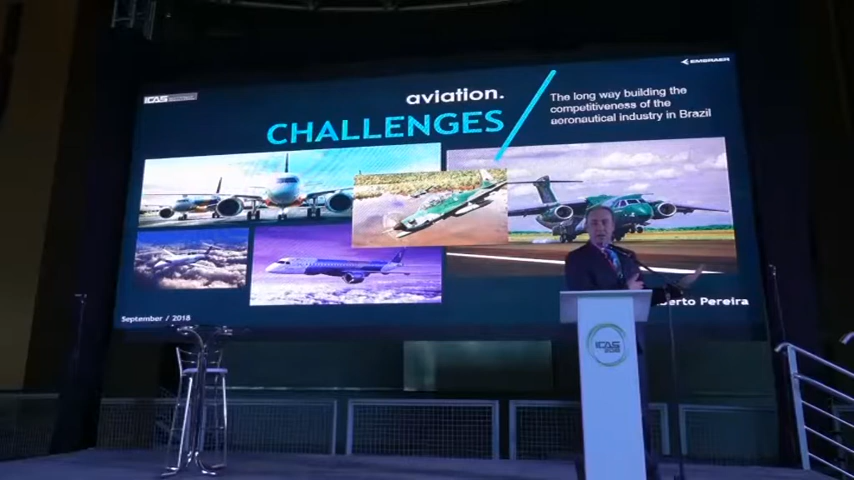 ICAS
EMBRAER
aviation.
CHALLENGES
The long way building the
competitiveness of the
aeronautical industry in Brazil
September / 2018
berto Pereira
ICAS